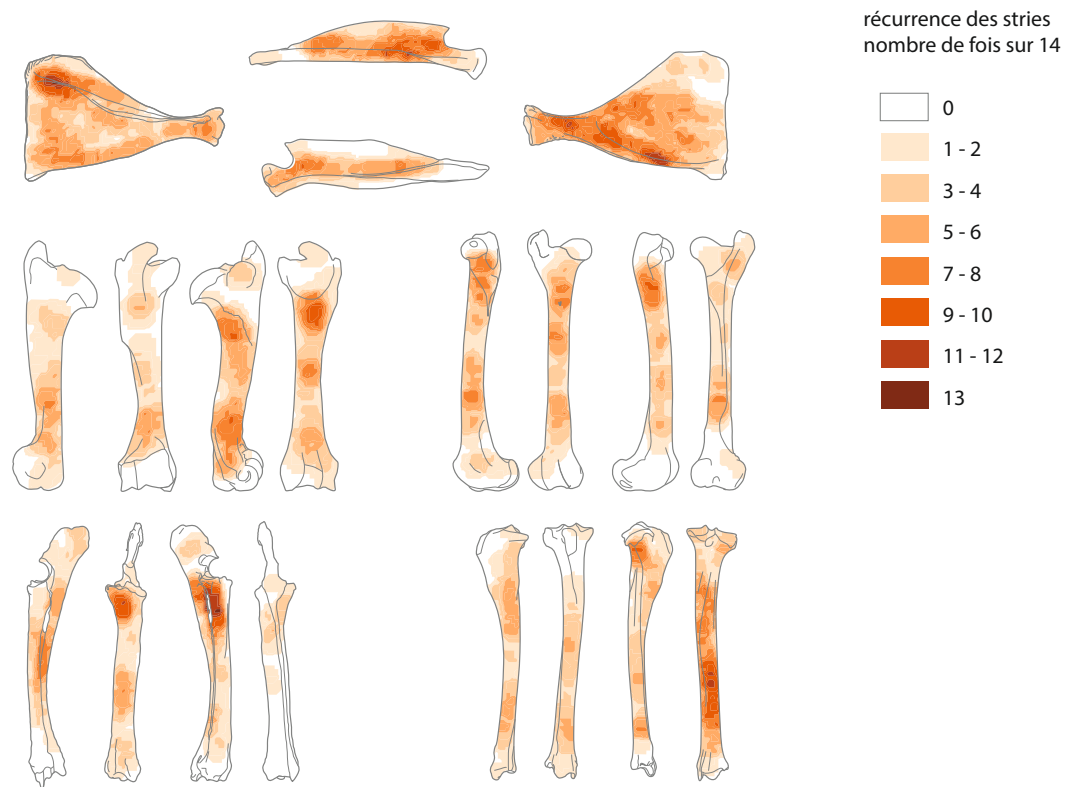 récurrence des stries
nombre de fois sur 14
0
1 - 2
3 - 4
5 - 6
7 - 8
9 - 10
11 - 12
13